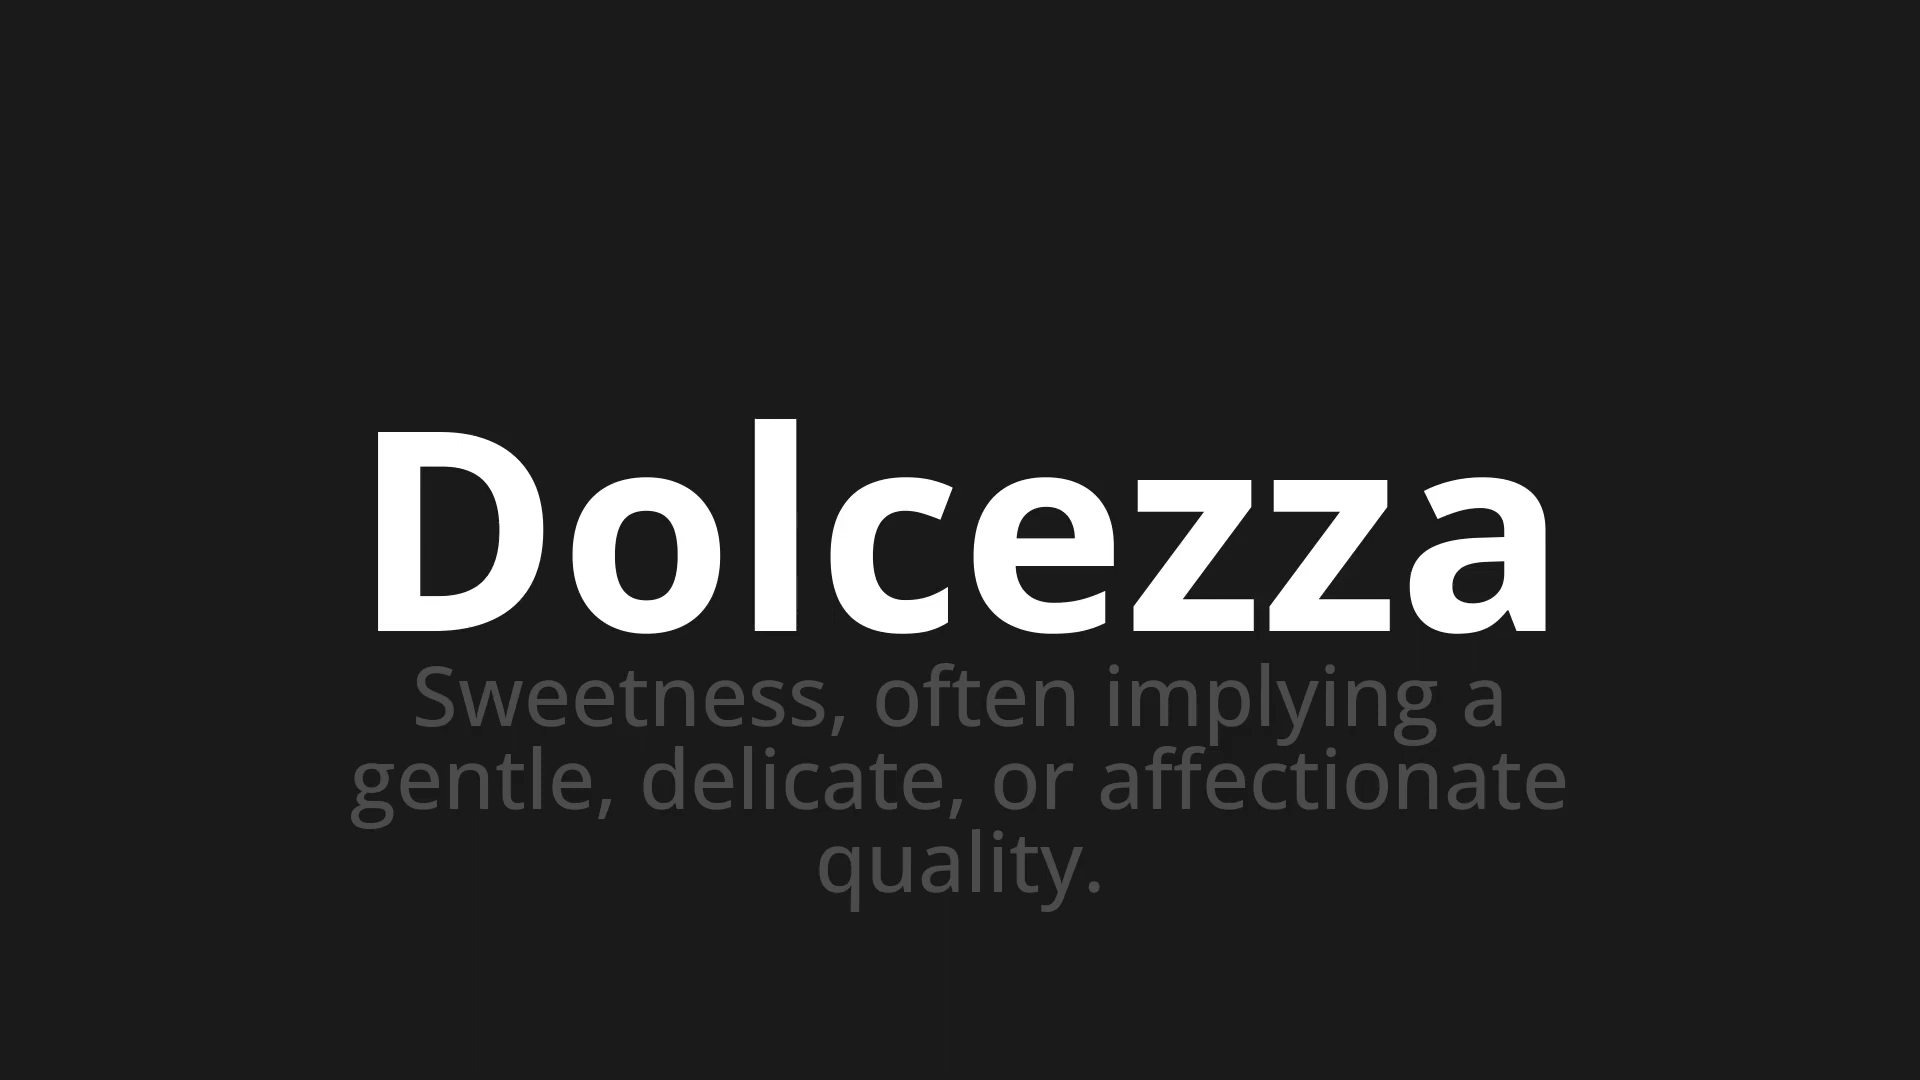 Dolcezza
Sweetness, often implying a
gentle, delicate, or affectionate
quality.